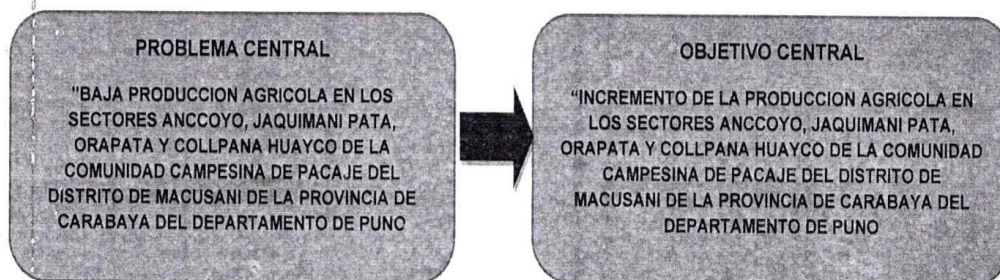 PROBLEMA CENTRAL
"BAJA PRODUCCION AGRICOLA EN LOS
SECTORES ANCCOYO, JAQUIMANI PATA,
ORAPATA Y COLLPANA HUAYCO DE LA
COMUNIDAD CAMPESINA DE PACAJE DEL
DISTRITO DE MACUSANI DE LA PROVINCIA DE
CARABAYA DEL DEPARTAMENTO DE PUNO
OBJETIVO CENTRAL
"INCREMENTO DE LA PRODUCCION AGRICOLA EN
LOS SECTORES ANCCOYO, JAQUIMANI PATA,
ORAPATA Y COLLPANA HUAYCO DE LA COMUNIDAD
CAMPESINA DE PACAJE DEL DISTRITO DE
MACUSANI DE LA PROVINCIA DE CARABAYA DEL
DEPARTAMENTO DE PUNO